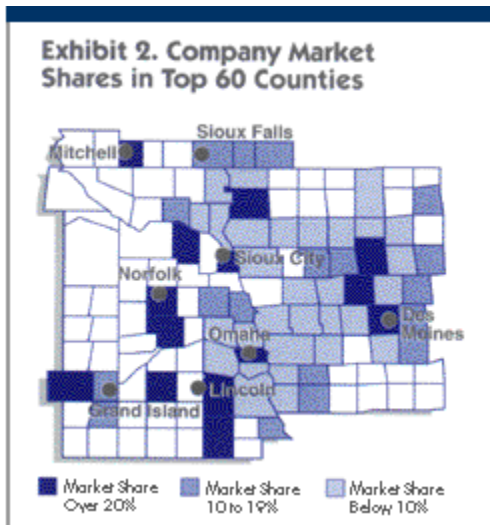 Exhibit 2. Company Market
Shares in Top 60 Counties
Sioux Falls
Mitchell
Sioux City
Norfolk
Des
Moines
Omaha
Lincoln
Grand Island
Market Share
Over 20%
Market Share
10 to 19%
Market Share
Below 10%